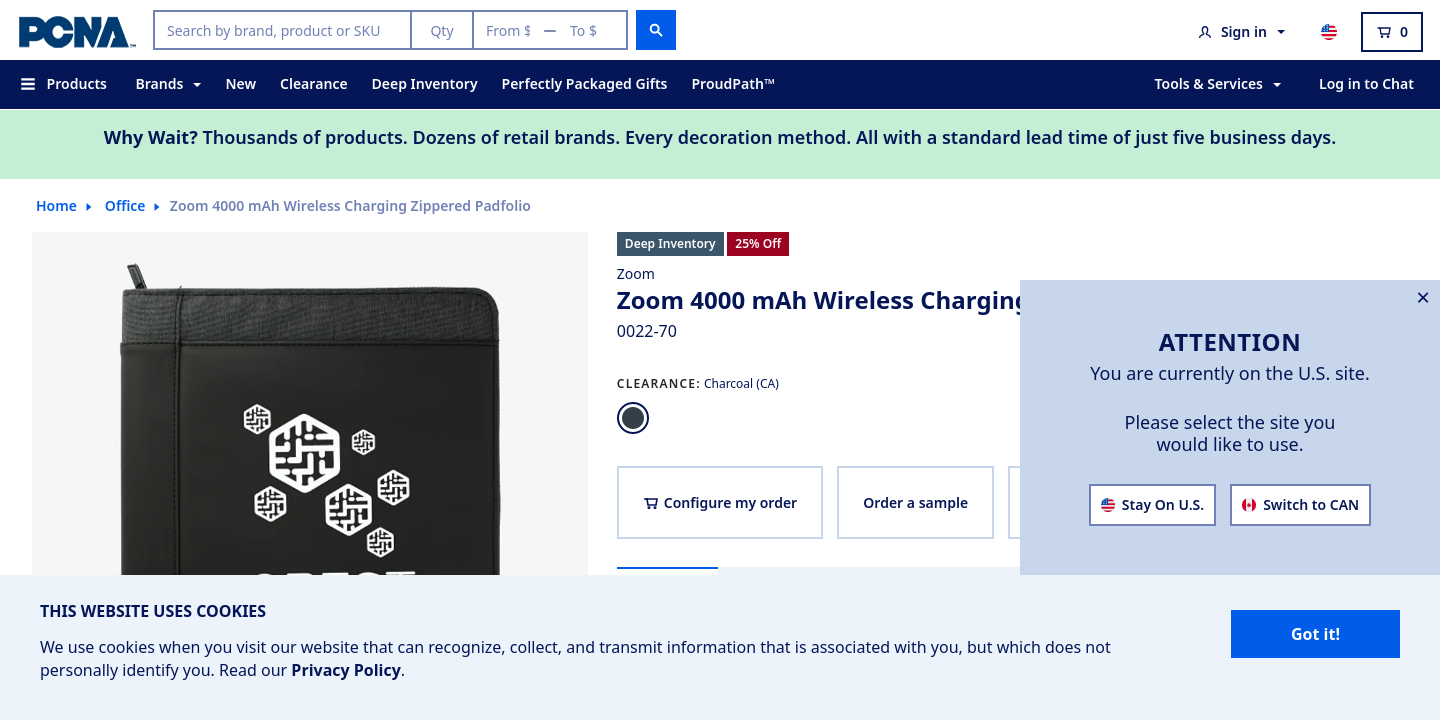 PCNA™
Search by brand, product or SKU
Qty
From $
—
To $
Sign in
0
Products
Brands
New
Clearance
Deep Inventory
Perfectly Packaged Gifts
ProudPath™
Tools & Services
Log in to Chat
Why Wait? Thousands of products. Dozens of retail brands. Every decoration method. All with a standard lead time of just five business days.
Home
Office
Zoom 4000 mAh Wireless Charging Zippered Padfolio
Deep Inventory
25% Off
Zoom
Zoom 4000 mAh Wireless Charging
0022-70
CLEARANCE: Charcoal (CA)
Configure my order
Order a sample
ATTENTION
You are currently on the U.S. site.
Please select the site you
would like to use.
Stay On U.S.
Switch to CAN
THIS WEBSITE USES COOKIES
We use cookies when you visit our website that can recognize, collect, and transmit information that is associated with you, but which does not
personally identify you. Read our Privacy Policy.
Got it!